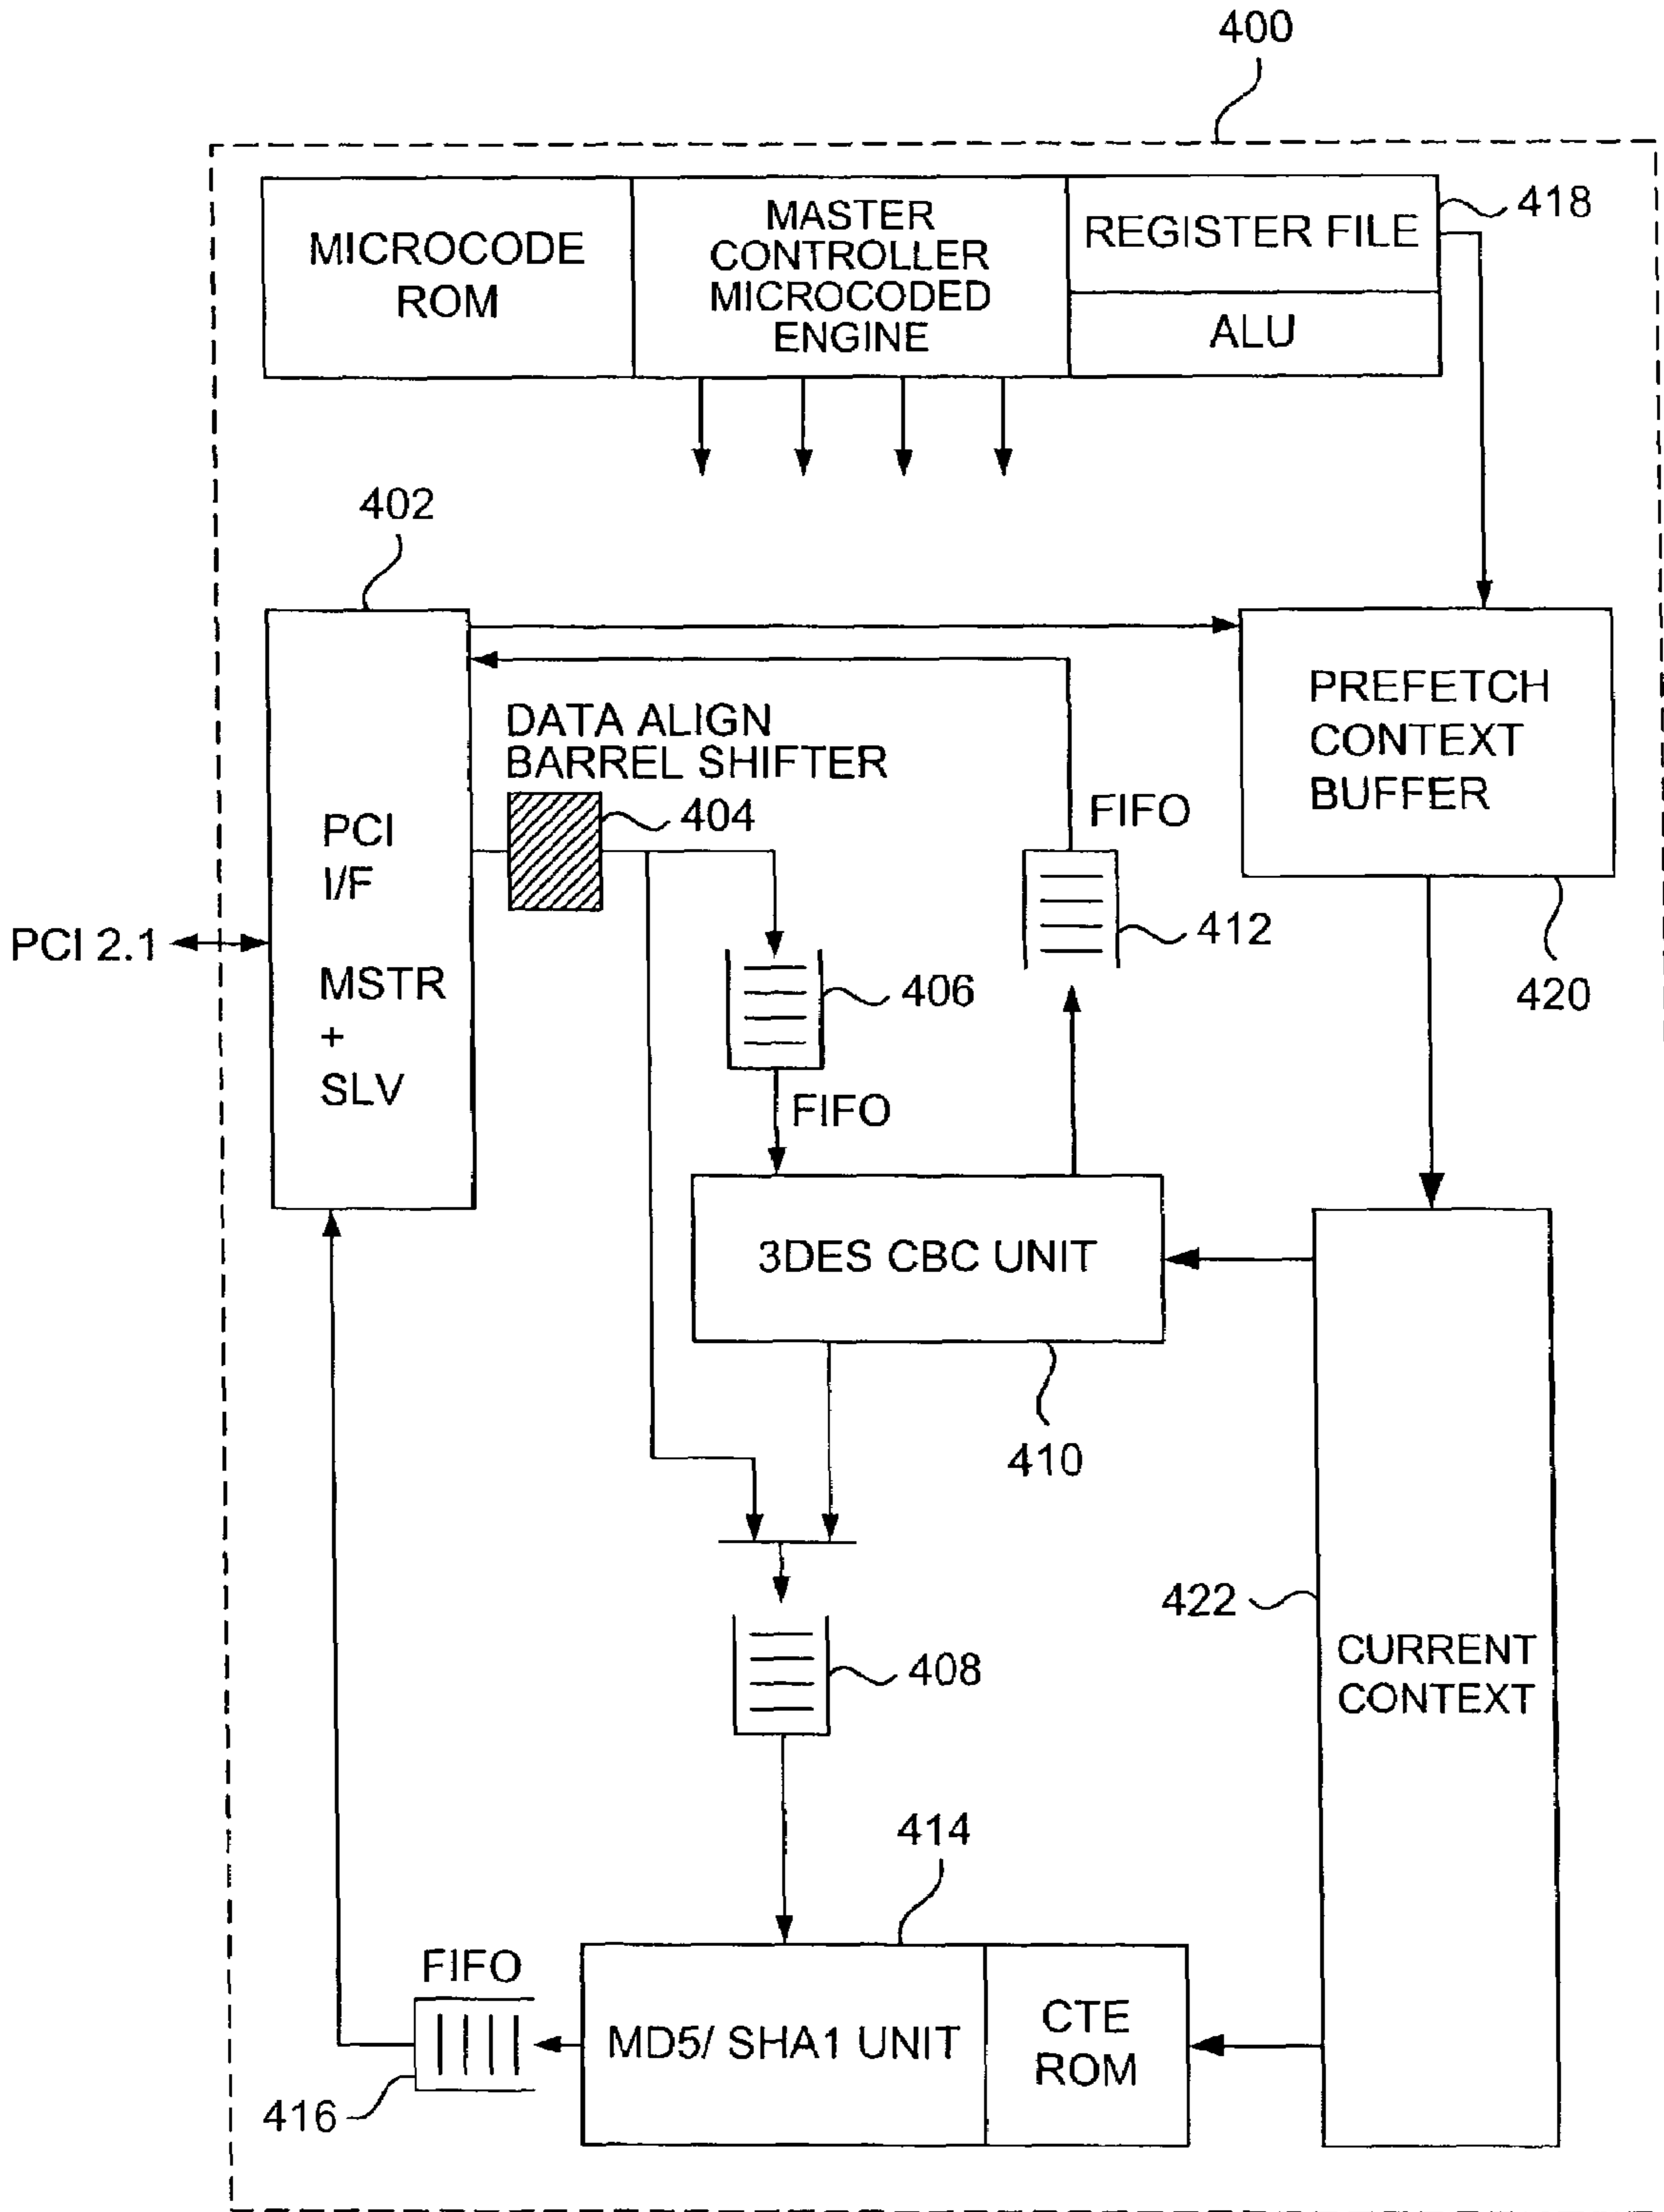 400
MICROCODE
ROM
MASTER
CONTROLLER
MICROCODED
ENGINE
REGISTER FILE
ALU
418
402
PCI
I/F
MSTR
+
SLV
PCI 2.1
DATA ALIGN
BARREL SHIFTER
404
406
FIFO
FIFO
412
PREFETCH
CONTEXT
BUFFER
420
3DES CBC UNIT
410
422
CURRENT
CONTEXT
408
414
MD5/ SHA1 UNIT
CTE
ROM
FIFO
416